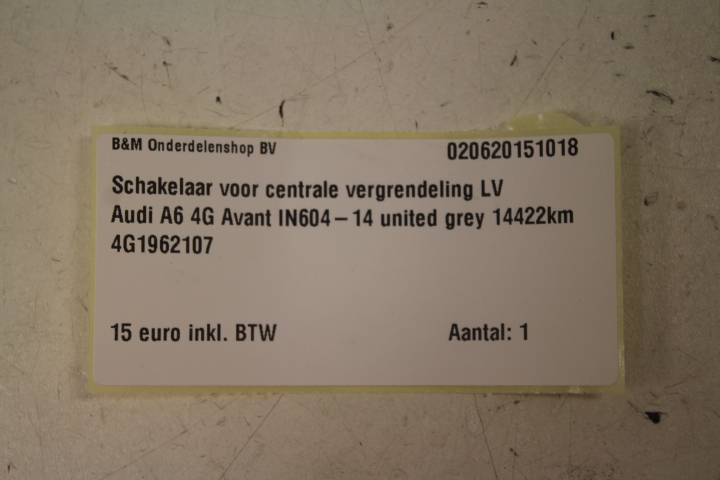 B&M Onderdelenshop BV 020620151018
Schakelaar voor centrale vergrendeling LV
Audi A6 4G Avant IN604-14 united grey 14422km
4G1962107
15 euro inkl. BTW Aantal: 1